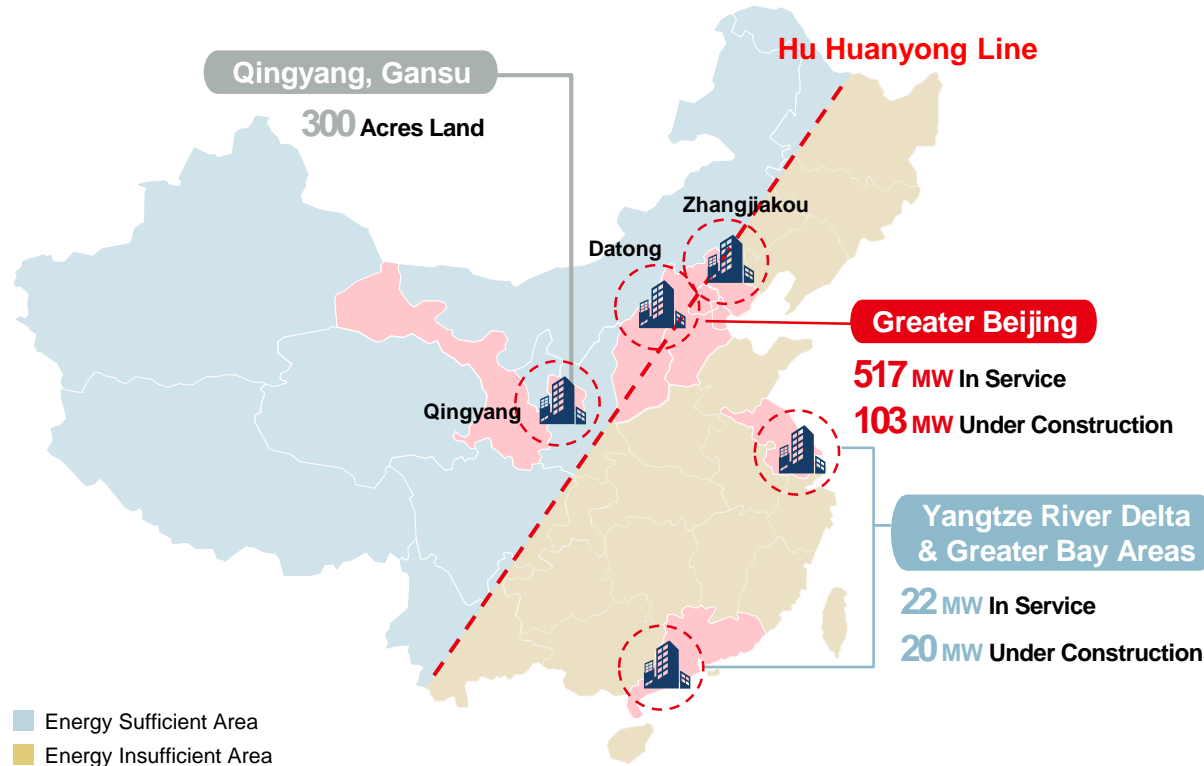 Hu Huanyong Line
Qingyang, Gansu
300 Acres Land
Zhangjiakou
Datong
Greater Beijing
517 MW In Service
103 MW Under Construction
Qingyang
Yangtze River Delta
& Greater Bay Areas
22 MW In Service
20 MW Under Construction
Energy Sufficient Area
Energy Insufficient Area